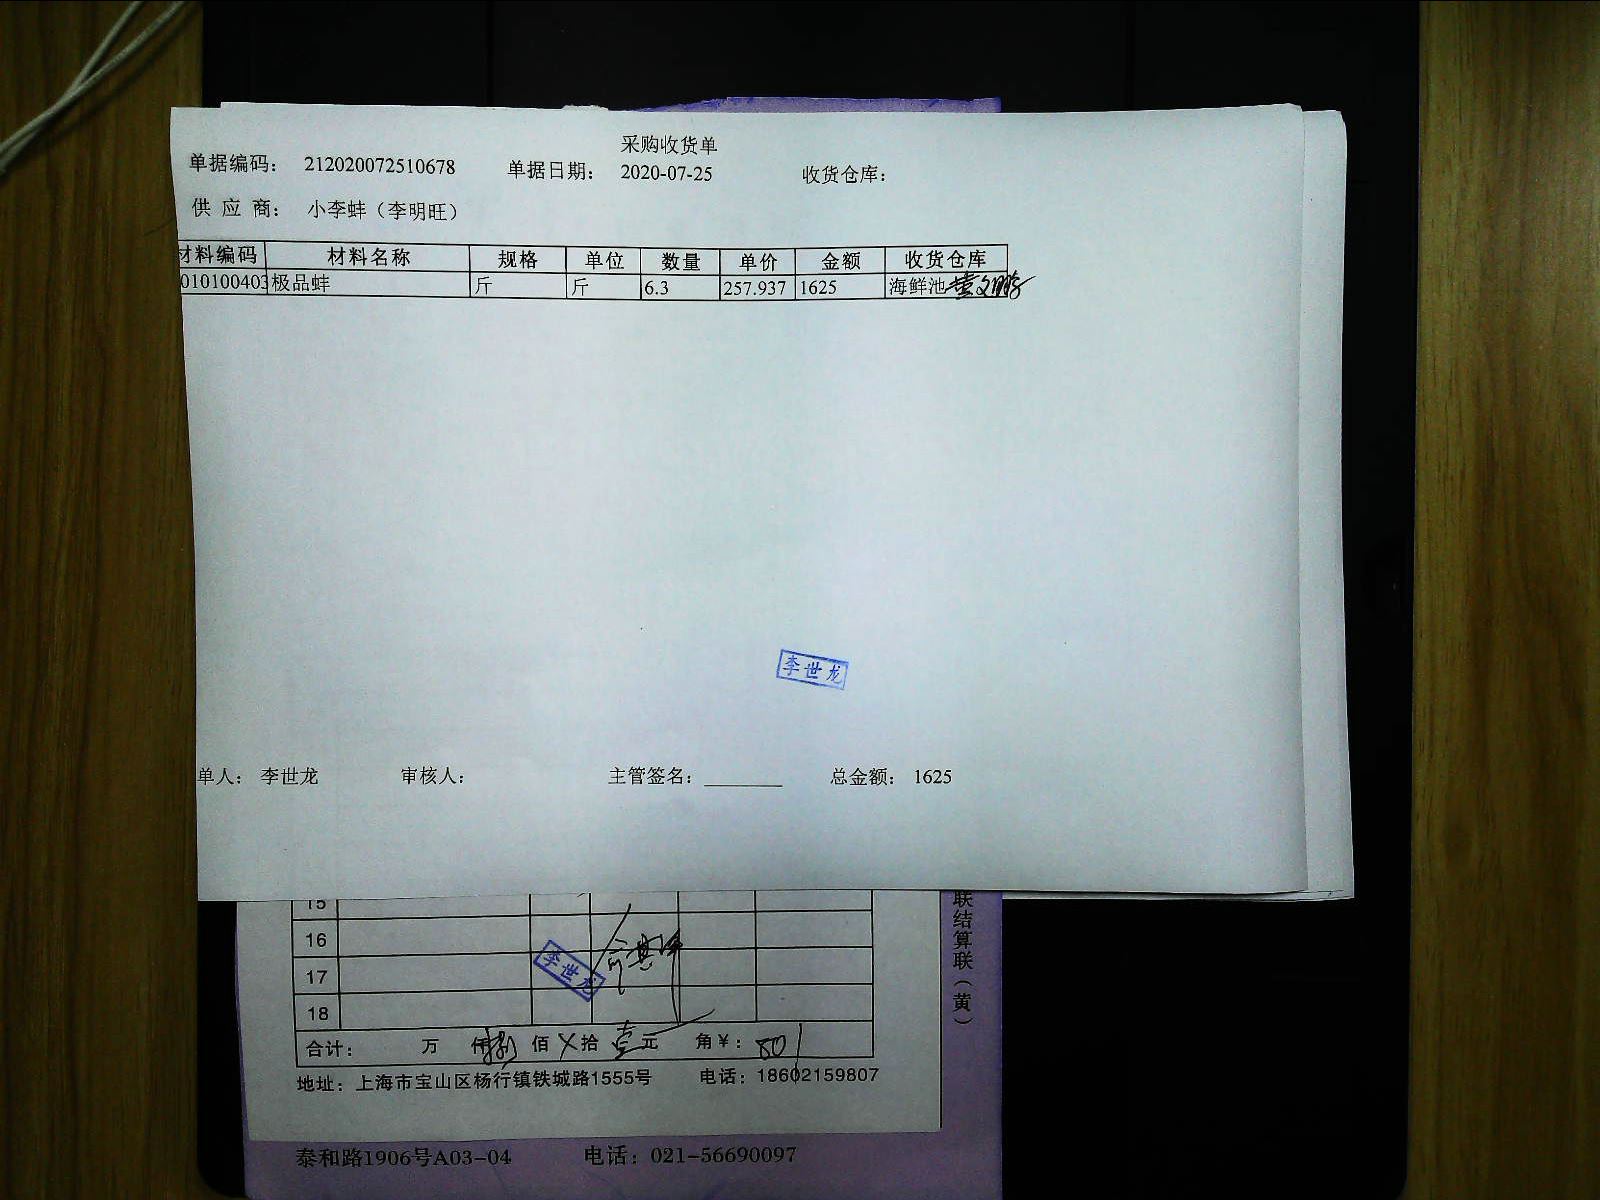 采购收货单
单据编码： 212020072510678 单据日期： 2020-07-25 收货仓库：
供 应 商： 小李蚌（李明旺）
材料编码 材料名称 规格 单位 数量 单价 金额 收货仓库
010100403 极品蚌 斤 斤 6.3 257.937 1625 海鲜池
李世龙
单人： 李世龙 审核人： 主管签名： 总金额： 1625
15
16
17
18
李世龙
合计： 万 仟 捌 佰 拾 壹 元 角 ¥： 801
地址：上海市宝山区杨行镇铁城路1555号 电话：18602159807
联结算联（黄）
泰和路1906号A03-04 电话：021-56690097